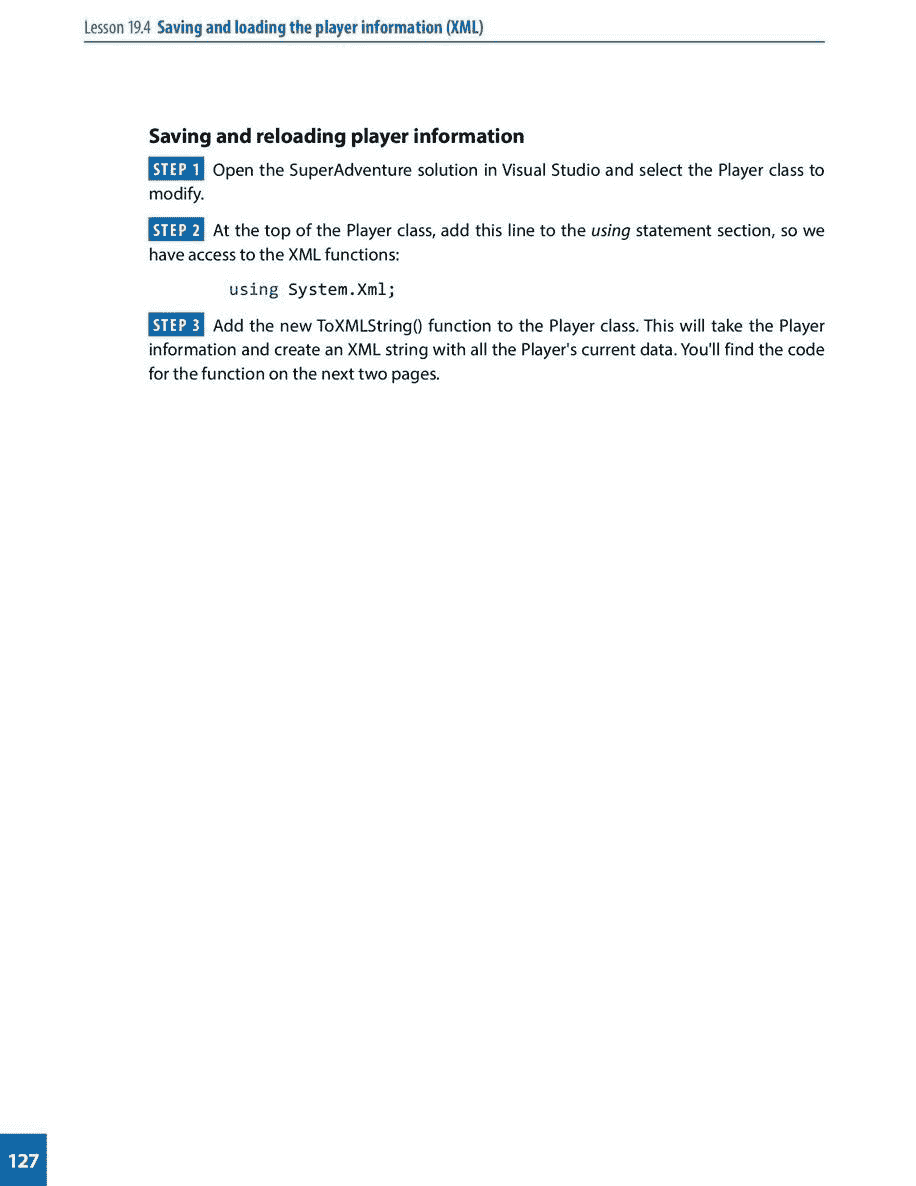 Lesson 19.4 Saving and loading the player information (XML)
Saving and reloading player information
STEP 1 Open the SuperAdventure solution in Visual Studio and select the Player class to
modify.
STEP 2 At the top of the Player class, add this line to the using statement section, so we
have access to the XML functions:
using System.Xml;
STEP 3 Add the new ToXMLString() function to the Player class. This will take the Player
information and create an XML string with all the Player's current data. You'll find the code
for the function on the next two pages.
127